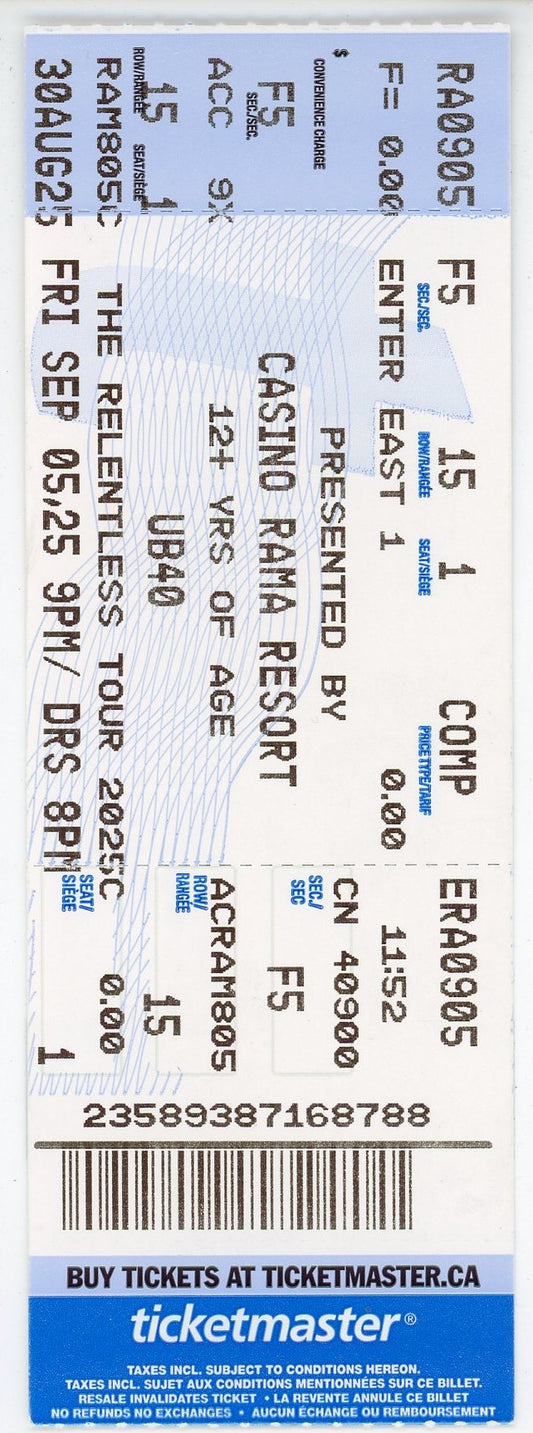 RA0905
F= 0.00
$
CONVENIENCE CHARGE
F5
SEC./SEC.
ACC 9X
15 1
ROW/RANGÉE SEAT/SIÈGE
RAM805C
30AUG25
F5 15 1 COMP
SEC./SEC. ROW/RANGÉE SEAT/SIÈGE PRICE TYPE/TARIF
ENTER EAST 1 0.00
PRESENTED BY
CASINO RAMA RESORT
12+ YRS OF AGE
UB40
THE RELENTLESS TOUR 2025C
FRI SEP 05,25 9PM/ DRS 8PM
ERA0905
11:52
CN 40900
SEC./
SEC
F5
ACRAM805
ROW/
RANGÉE
15
0.00
SEAT/
SIÈGE
1
235893871687​88
BUY TICKETS AT TICKETMASTER.CA
ticketmaster®
TAXES INCL. SUBJECT TO CONDITIONS HEREON.
TAXES INCL. SUJET AUX CONDITIONS MENTIONNÉES SUR CE BILLET.
RESALE INVALIDATES TICKET • LA REVENTE ANNULE CE BILLET
NO REFUNDS NO EXCHANGES • AUCUN ÉCHANGE OU REMBOURSEMENT